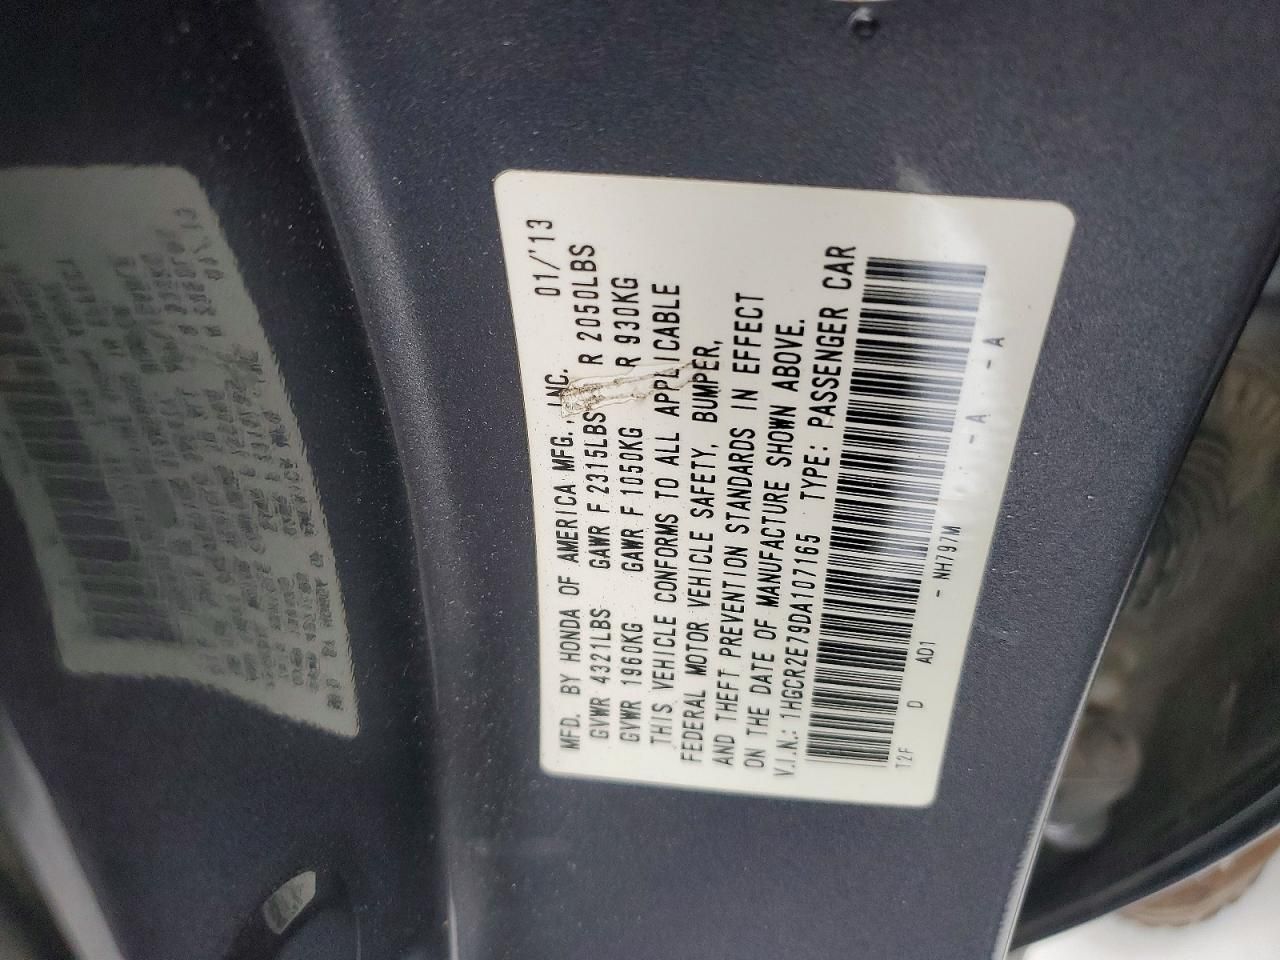 MFD. BY HONDA OF AMERICA MFG., INC. 01/'13
GVWR 4321LBS GAWR F 2315LBS R 2050LBS
GVWR 1960KG GAWR F 1050KG R 930KG
THIS VEHICLE CONFORMS TO ALL APPLICABLE
FEDERAL MOTOR VEHICLE SAFETY, BUMPER,
AND THEFT PREVENTION STANDARDS IN EFFECT
ON THE DATE OF MANUFACTURE SHOWN ABOVE.
V.I.N.: 1HGCR2E79DA107165 TYPE: PASSENGER CAR
T2F D AD1 - NH797M - A - A